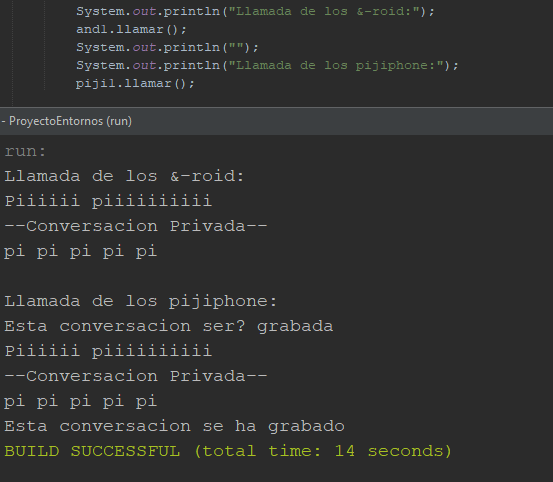 System.out.println("Llamada de los &-roid:");
and1.llamar();
System.out.println("");
System.out.println("Llamada de los pijiphone:");
piji1.llamar();
- ProyectoEntornos (run)
run:
Llamada de los &-roid:
Piiiiii piiiiiiiiii
--Conversacion Privada--
pi pi pi pi pi
Llamada de los pijiphone:
Esta conversacion ser? grabada
Piiiiii piiiiiiiiii
--Conversacion Privada--
pi pi pi pi pi
Esta conversacion se ha grabado
BUILD SUCCESSFUL (total time: 14 seconds)